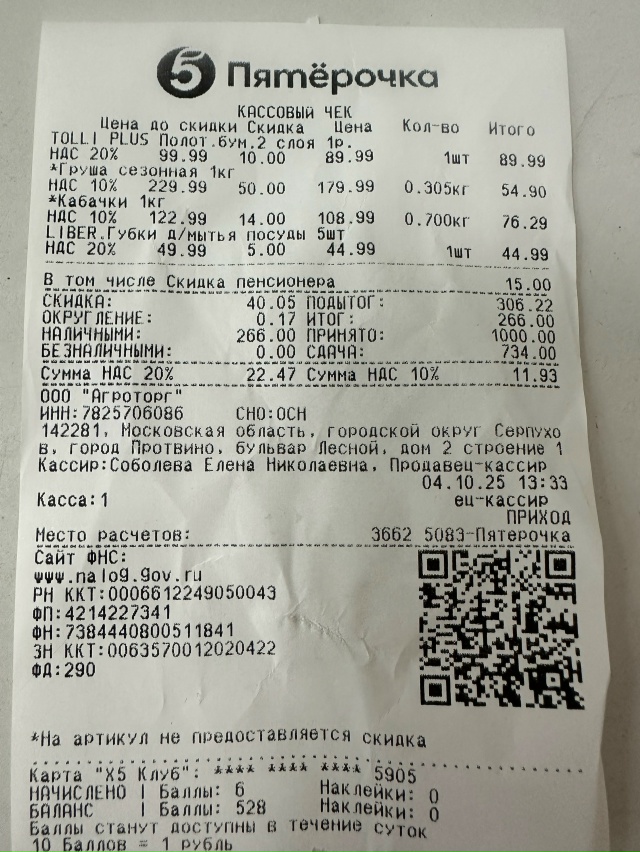 5 Пятёрочка
КАССОВЫЙ ЧЕК
Цена до скидки Скидка Цена Кол-во Итого
TOLLI PLUS Полот.бум.2 слоя 1р.
НДС 20% 99.99 10.00 89.99 1шт 89.99
*Груша сезонная 1кг
НДС 10% 229.99 50.00 179.99 0.305кг 54.90
*Кабачки 1кг
НДС 10% 122.99 14.00 108.99 0.700кг 76.29
LIBER.Губки д/мытья посуды 5шт
НДС 20% 49.99 5.00 44.99 1шт 44.99
В том числе Скидка пенсионера 15.00
СКИДКА: 40.05 ПОДЫТОГ: 306.22
ОКРУГЛЕНИЕ: 0.17 ИТОГ: 266.00
НАЛИЧНЫМИ: 266.00 ПРИНЯТО: 1000.00
БЕЗНАЛИЧНЫМИ: 0.00 СДАЧА: 734.00
Сумма НДС 20% 22.47 Сумма НДС 10% 11.93
ООО "Агроторг"
ИНН:7825706086 СНО:ОСН
142281, Московская область, городской округ Серпухо
в, город Протвино, бульвар Лесной, дом 2 строение 1
Кассир:Соболева Елена Николаевна, Продавец-кассир
04.10.25 13:33
Касса:1 ец-кассир
ПРИХОД
Место расчетов: 3662 5083-Пятерочка
Сайт ФНС:
www.nalog.gov.ru
РН ККТ:0006612249050043
ФП:4214227341
ФН:7384440800511841
ЗН ККТ:0063570012020422
ФД:290
*На артикул не предоставляется скидка
Карта "X5 Клуб": **** **** **** 5905
НАЧИСЛЕНО | Баллы: 6 Наклейки: 0
БАЛАНС | Баллы: 528 Наклейки: 0
Баллы станут доступны в течение суток
10 Баллов = 1 рубль